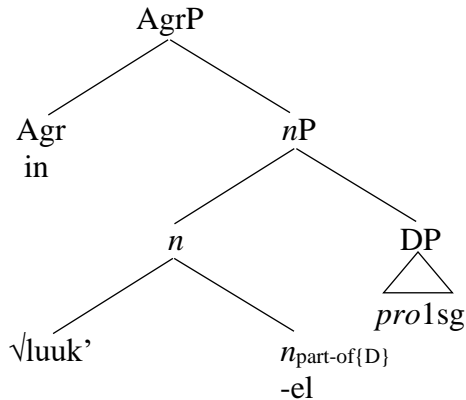 AgrP
Agr nP
in
n DP
pro1sg
√luuk’ npart-of{D}
-el